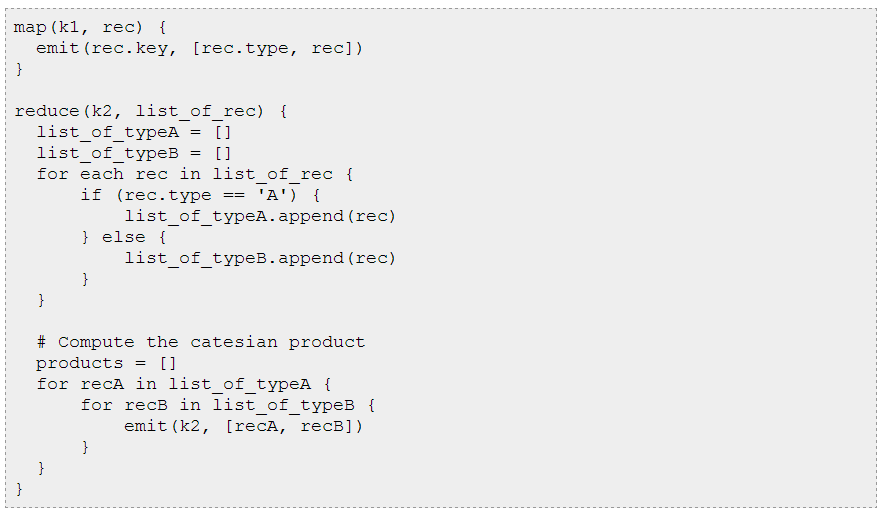 map(k1, rec) {
  emit(rec.key, [rec.type, rec])
}

reduce(k2, list_of_rec) {
  list_of_typeA = []
  list_of_typeB = []
  for each rec in list_of_rec {
      if (rec.type == 'A') {
          list_of_typeA.append(rec)
      } else {
          list_of_typeB.append(rec)
      }
  }

  # Compute the catesian product
  products = []
  for recA in list_of_typeA {
      for recB in list_of_typeB {
          emit(k2, [recA, recB])
      }
  }
}